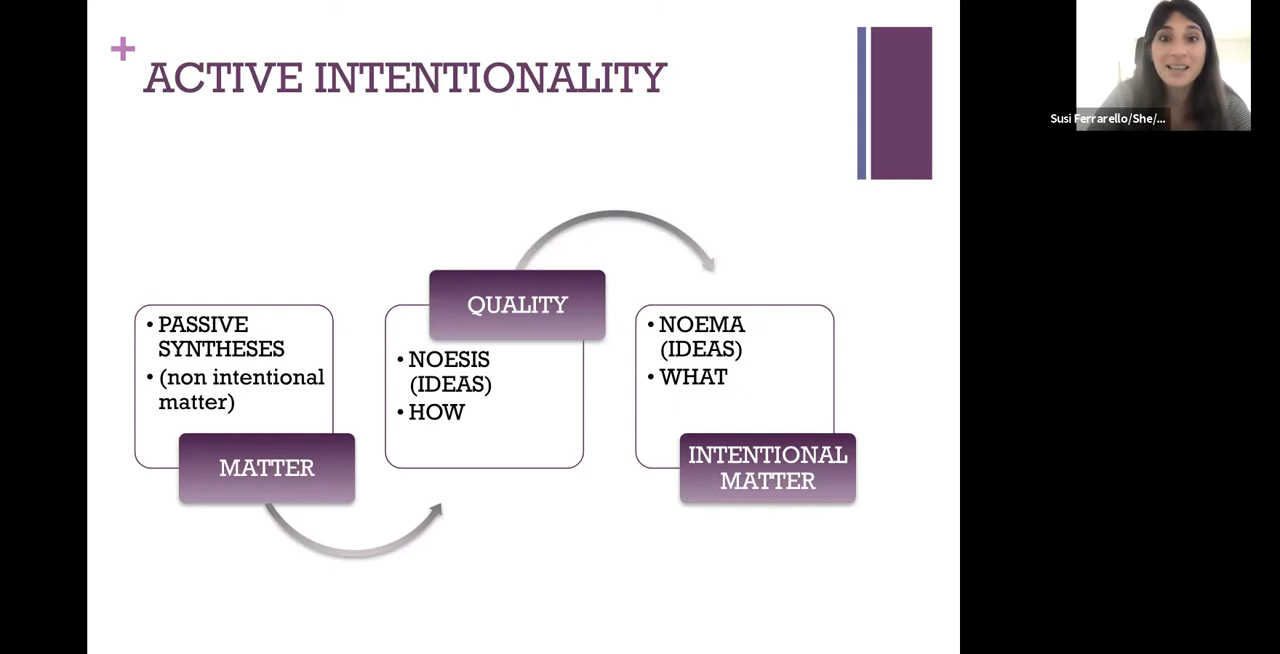 +
ACTIVE INTENTIONALITY
Susi Ferrarello/She/...
• PASSIVE
SYNTHESES
• (non intentional
matter)
MATTER
QUALITY
• NOESIS
(IDEAS)
• HOW
• NOEMA
(IDEAS)
• WHAT
INTENTIONAL
MATTER